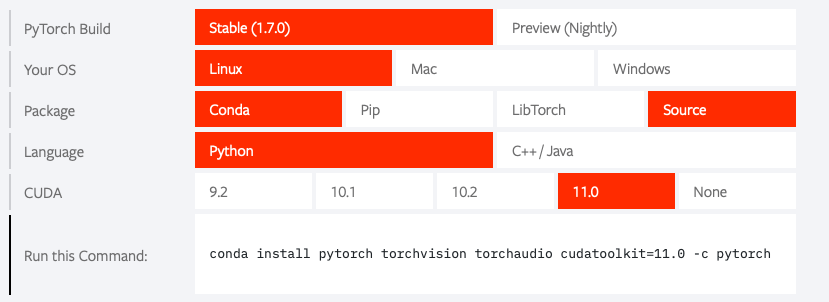 PyTorch Build Stable (1.7.0) Preview (Nightly)
Your OS Linux Mac Windows
Package Conda Pip LibTorch Source
Language Python C++ / Java
CUDA 9.2 10.1 10.2 11.0 None
Run this Command: conda install pytorch torchvision torchaudio cudatoolkit=11.0 -c pytorch